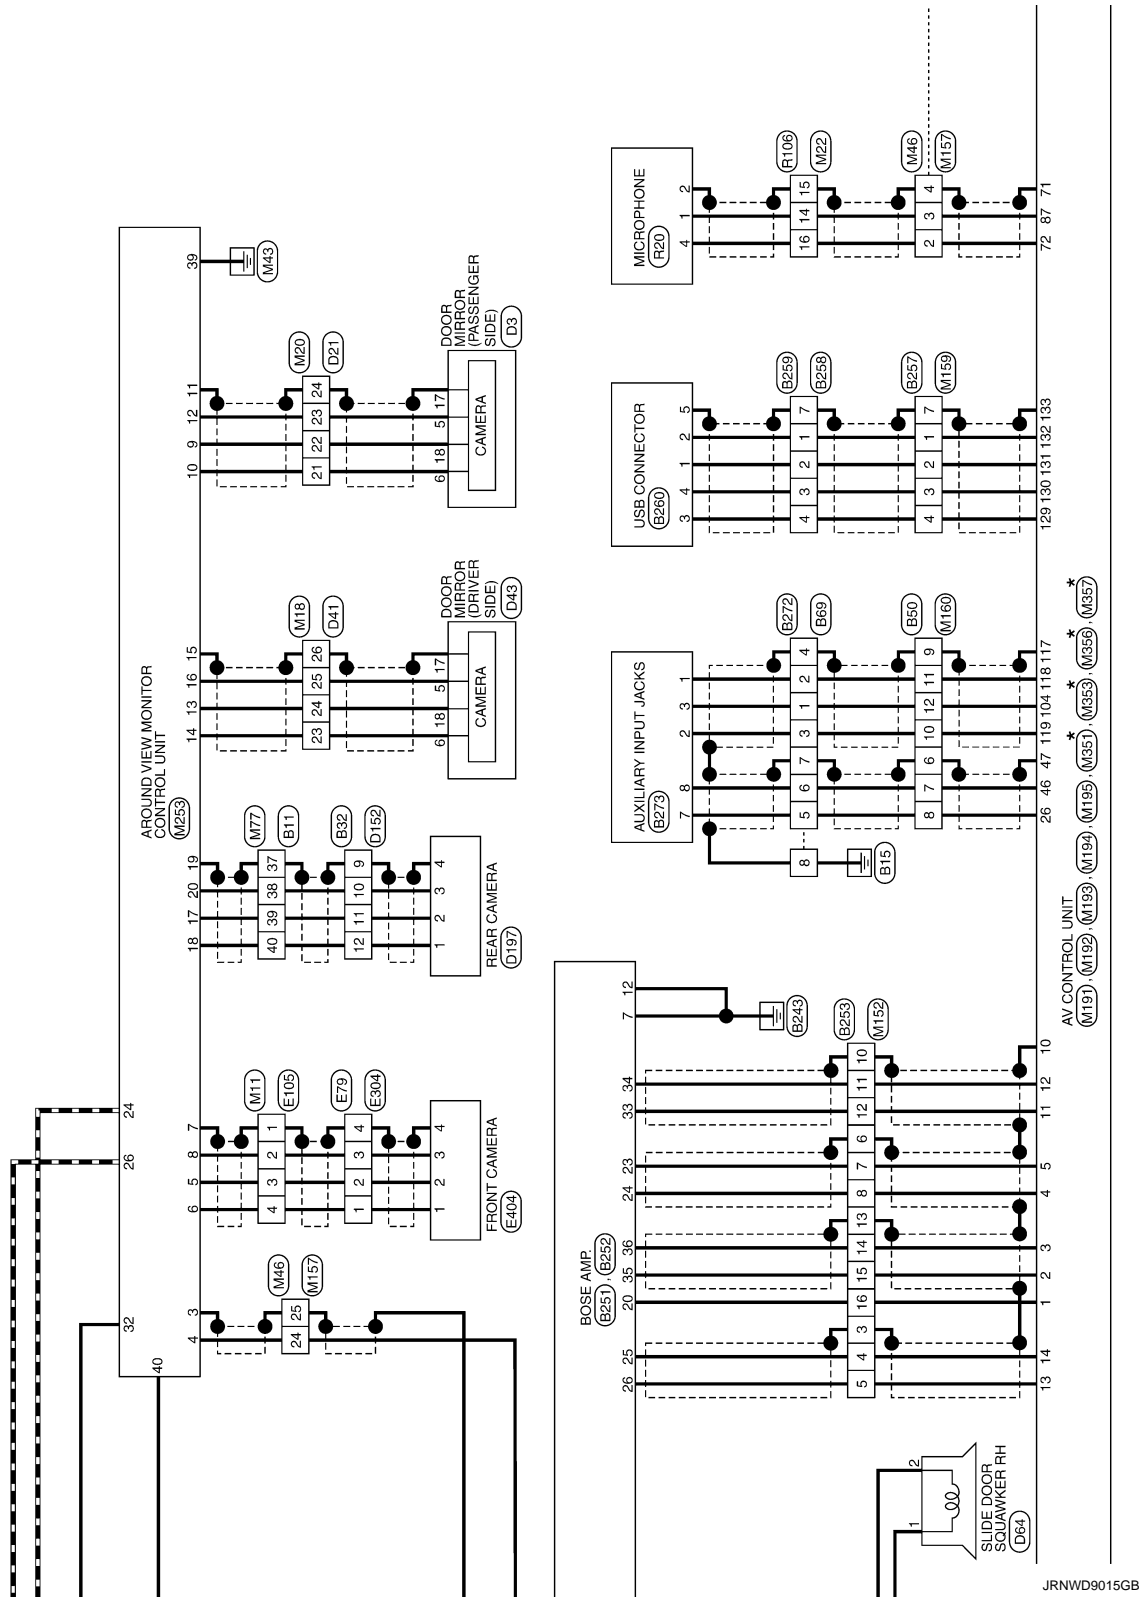 AROUND VIEW MONITOR
CONTROL UNIT
M253
32
26
24
40
4 3
6 5 8 7
18 17 20 19
14 13 16 15
10 9 12 11
39
M43
24 25
M46
M157
4 3 2 1
M11
E105
1 2 3 4
E79
E304
1 2 3 4
FRONT CAMERA
E404
40 39 38 37
M77
B11
12 11 10 9
B32
D152
1 2 3 4
REAR CAMERA
D197
23 24 25 26
M18
D41
6 18 5 17
CAMERA
DOOR
MIRROR
(DRIVER
SIDE)
D43
21 22 23 24
M20
D21
6 18 5 17
CAMERA
DOOR
MIRROR
(PASSENGER
SIDE)
D3
BOSE AMP.
B251 , B252
26 25 20 35 36 24 23 33 34 7 12
B243
5 4 3 16 15 14 13 8 7 6 12 11 10
B253
M152
13 14 1 2 3 4 5 11 12 10
SLIDE DOOR
SQUAWKER RH
D64
1 2
AUXILIARY INPUT JACKS
B273
7 8 2 3 1
8
B15
5 6 7 3 1 2 4
B272
B69
8 7 6 10 12 11 9
B50
M160
26 46 47 119 104 118 117
USB CONNECTOR
B260
3 4 1 2 5
4 3 2 1 7
B259
B258
4 3 2 1 7
B257
M159
129 130 131 132 133
MICROPHONE
R20
4 1 2
16 14 15
R106
M22
2 3 4
M46
M157
72 87 71
AV CONTROL UNIT
M191 , M192 , M193 , M194 , M195 , M351 * , M353 , M356 * , M357 *
JRNWD9015GB